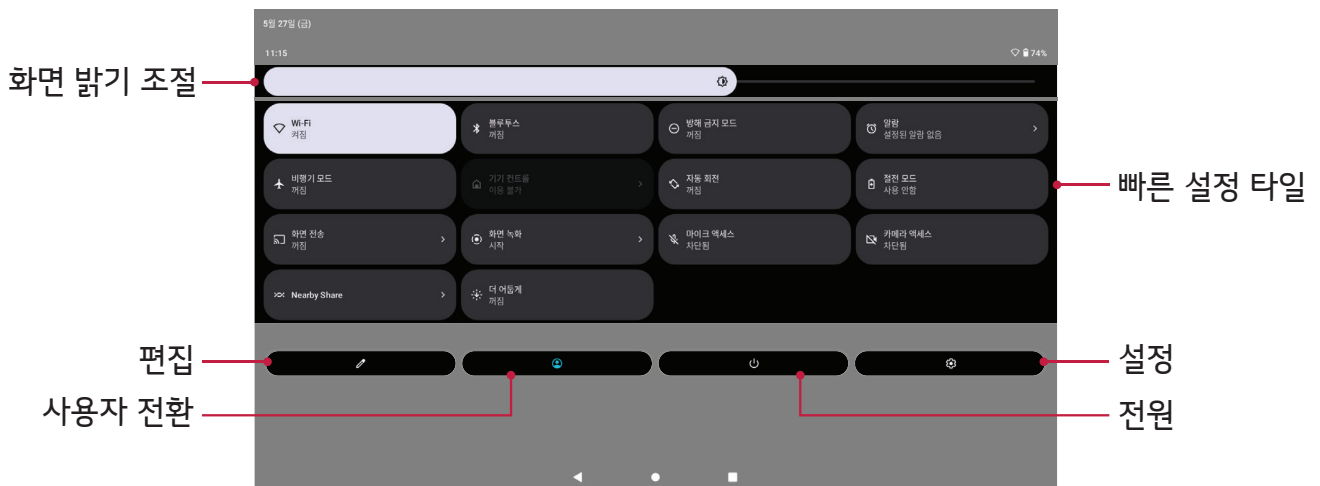 5월 27일 (금)
11:15
74%
화면 밝기 조절
Wi-Fi
켜짐
블루투스
꺼짐
방해 금지 모드
꺼짐
알람
설정된 알람 없음
비행기 모드
꺼짐
기기 컨트롤
이용 불가
자동 회전
꺼짐
절전 모드
사용 안함
빠른 설정 타일
화면 전송
꺼짐
화면 녹화
시작
마이크 액세스
차단됨
카메라 액세스
차단됨
Nearby Share
더 어둡게
꺼짐
편집
설정
사용자 전환
전원